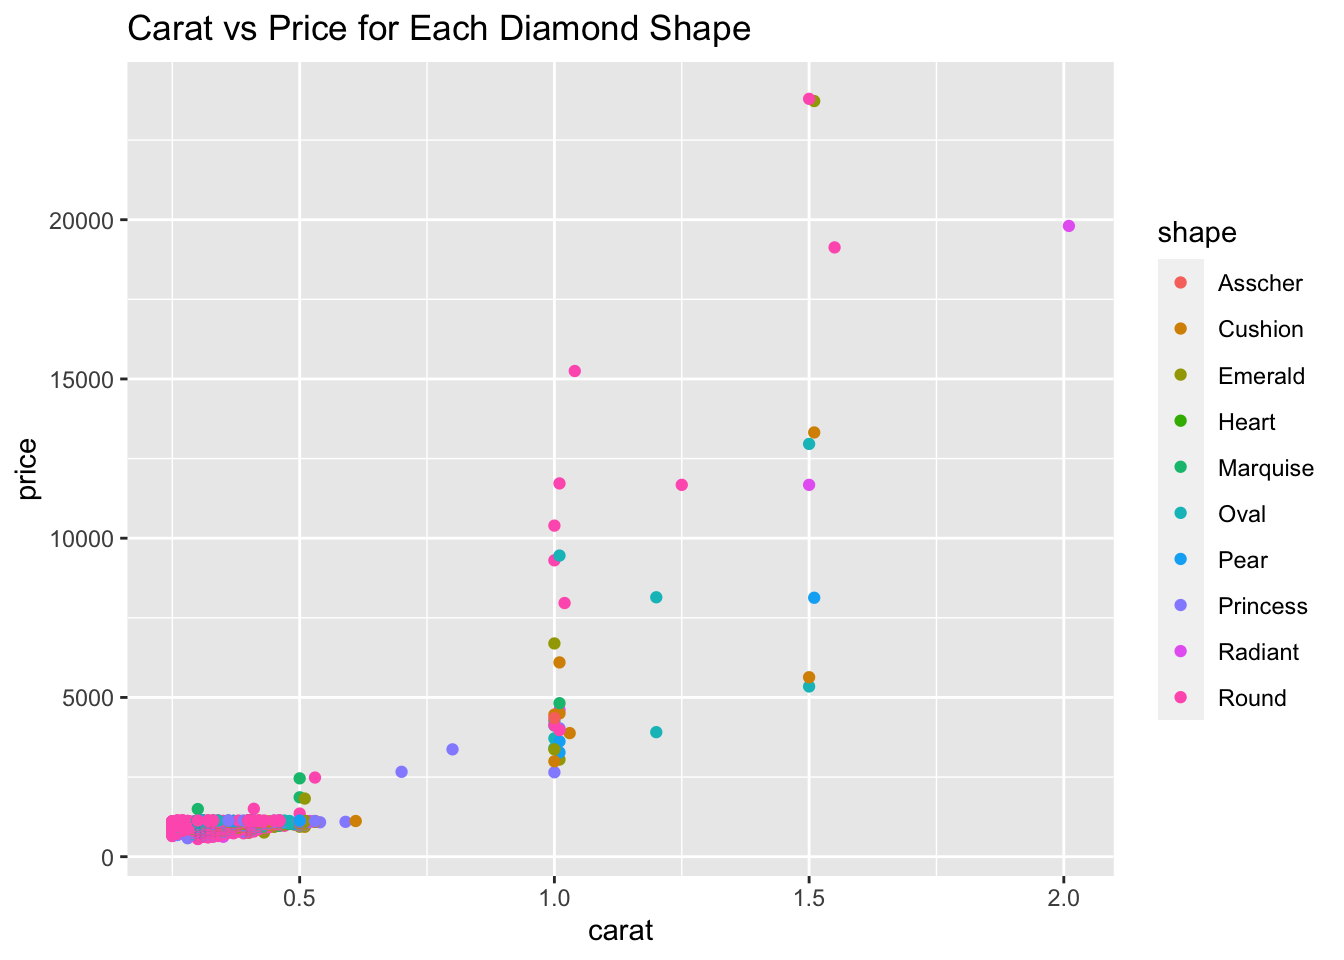 Carat vs Price for Each Diamond Shape
20000
15000
10000
5000
0
price
0.5 1.0 1.5 2.0
carat
shape
Asscher
Cushion
Emerald
Heart
Marquise
Oval
Pear
Princess
Radiant
Round